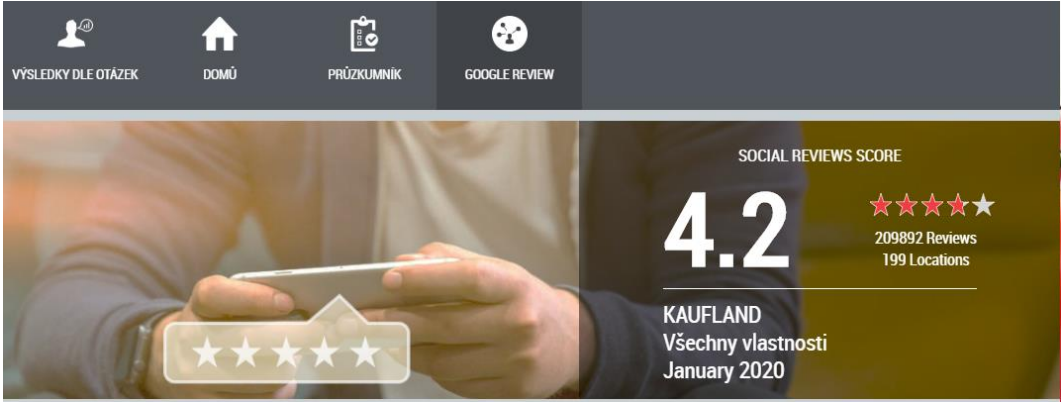 VÝSLEDKY DLE OTÁZEK
DOMŮ
PRŮZKUMNÍK
GOOGLE REVIEW
SOCIAL REVIEWS SCORE
4.2
209892 Reviews
199 Locations
KAUFLAND
Všechny vlastnosti
January 2020